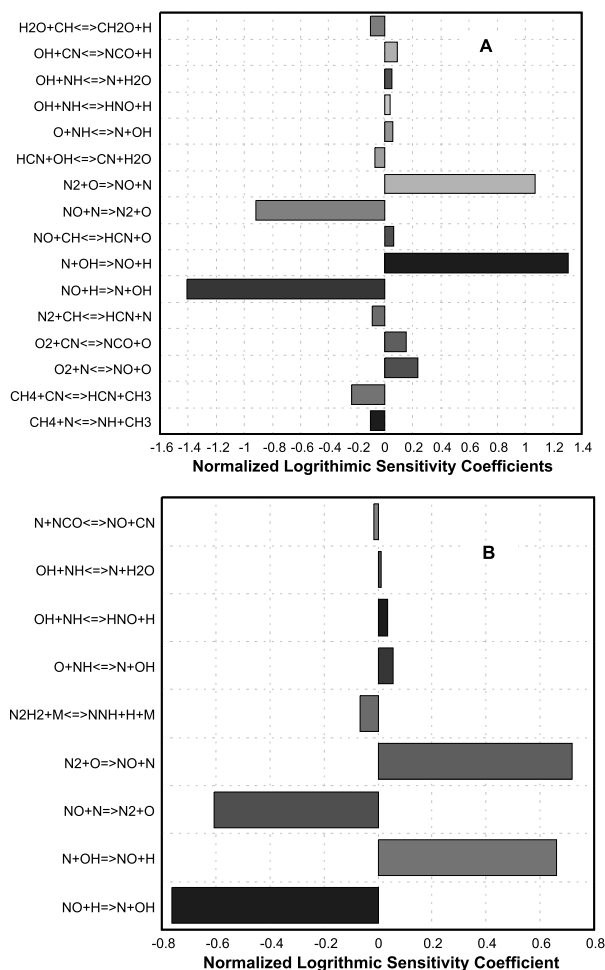 H2O+CH<=>CH2O+H
OH+CN<=>NCO+H
OH+NH<=>N+H2O
OH+NH<=>HNO+H
O+NH<=>N+OH
HCN+OH<=>CN+H2O
N2+O=>NO+N
NO+N=>N2+O
NO+CH<=>HCN+O
N+OH=>NO+H
NO+H=>N+OH
N2+CH<=>HCN+N
O2+CN<=>NCO+O
O2+N<=>NO+O
CH4+CN<=>HCN+CH3
CH4+N<=>NH+CH3
A
-1.6 -1.4 -1.2 -1 -0.8 -0.6 -0.4 -0.2 0 0.2 0.4 0.6 0.8 1 1.2 1.4
Normalized Logrithimic Sensitivity Coefficients
N+NCO<=>NO+CN
OH+NH<=>N+H2O
OH+NH<=>HNO+H
O+NH<=>N+OH
N2H2+M<=>NNH+H+M
N2+O=>NO+N
NO+N=>N2+O
N+OH=>NO+H
NO+H=>N+OH
B
-0.8 -0.6 -0.4 -0.2 0 0.2 0.4 0.6 0.8
Normalized Logrithmic Sensitivity Coefficient